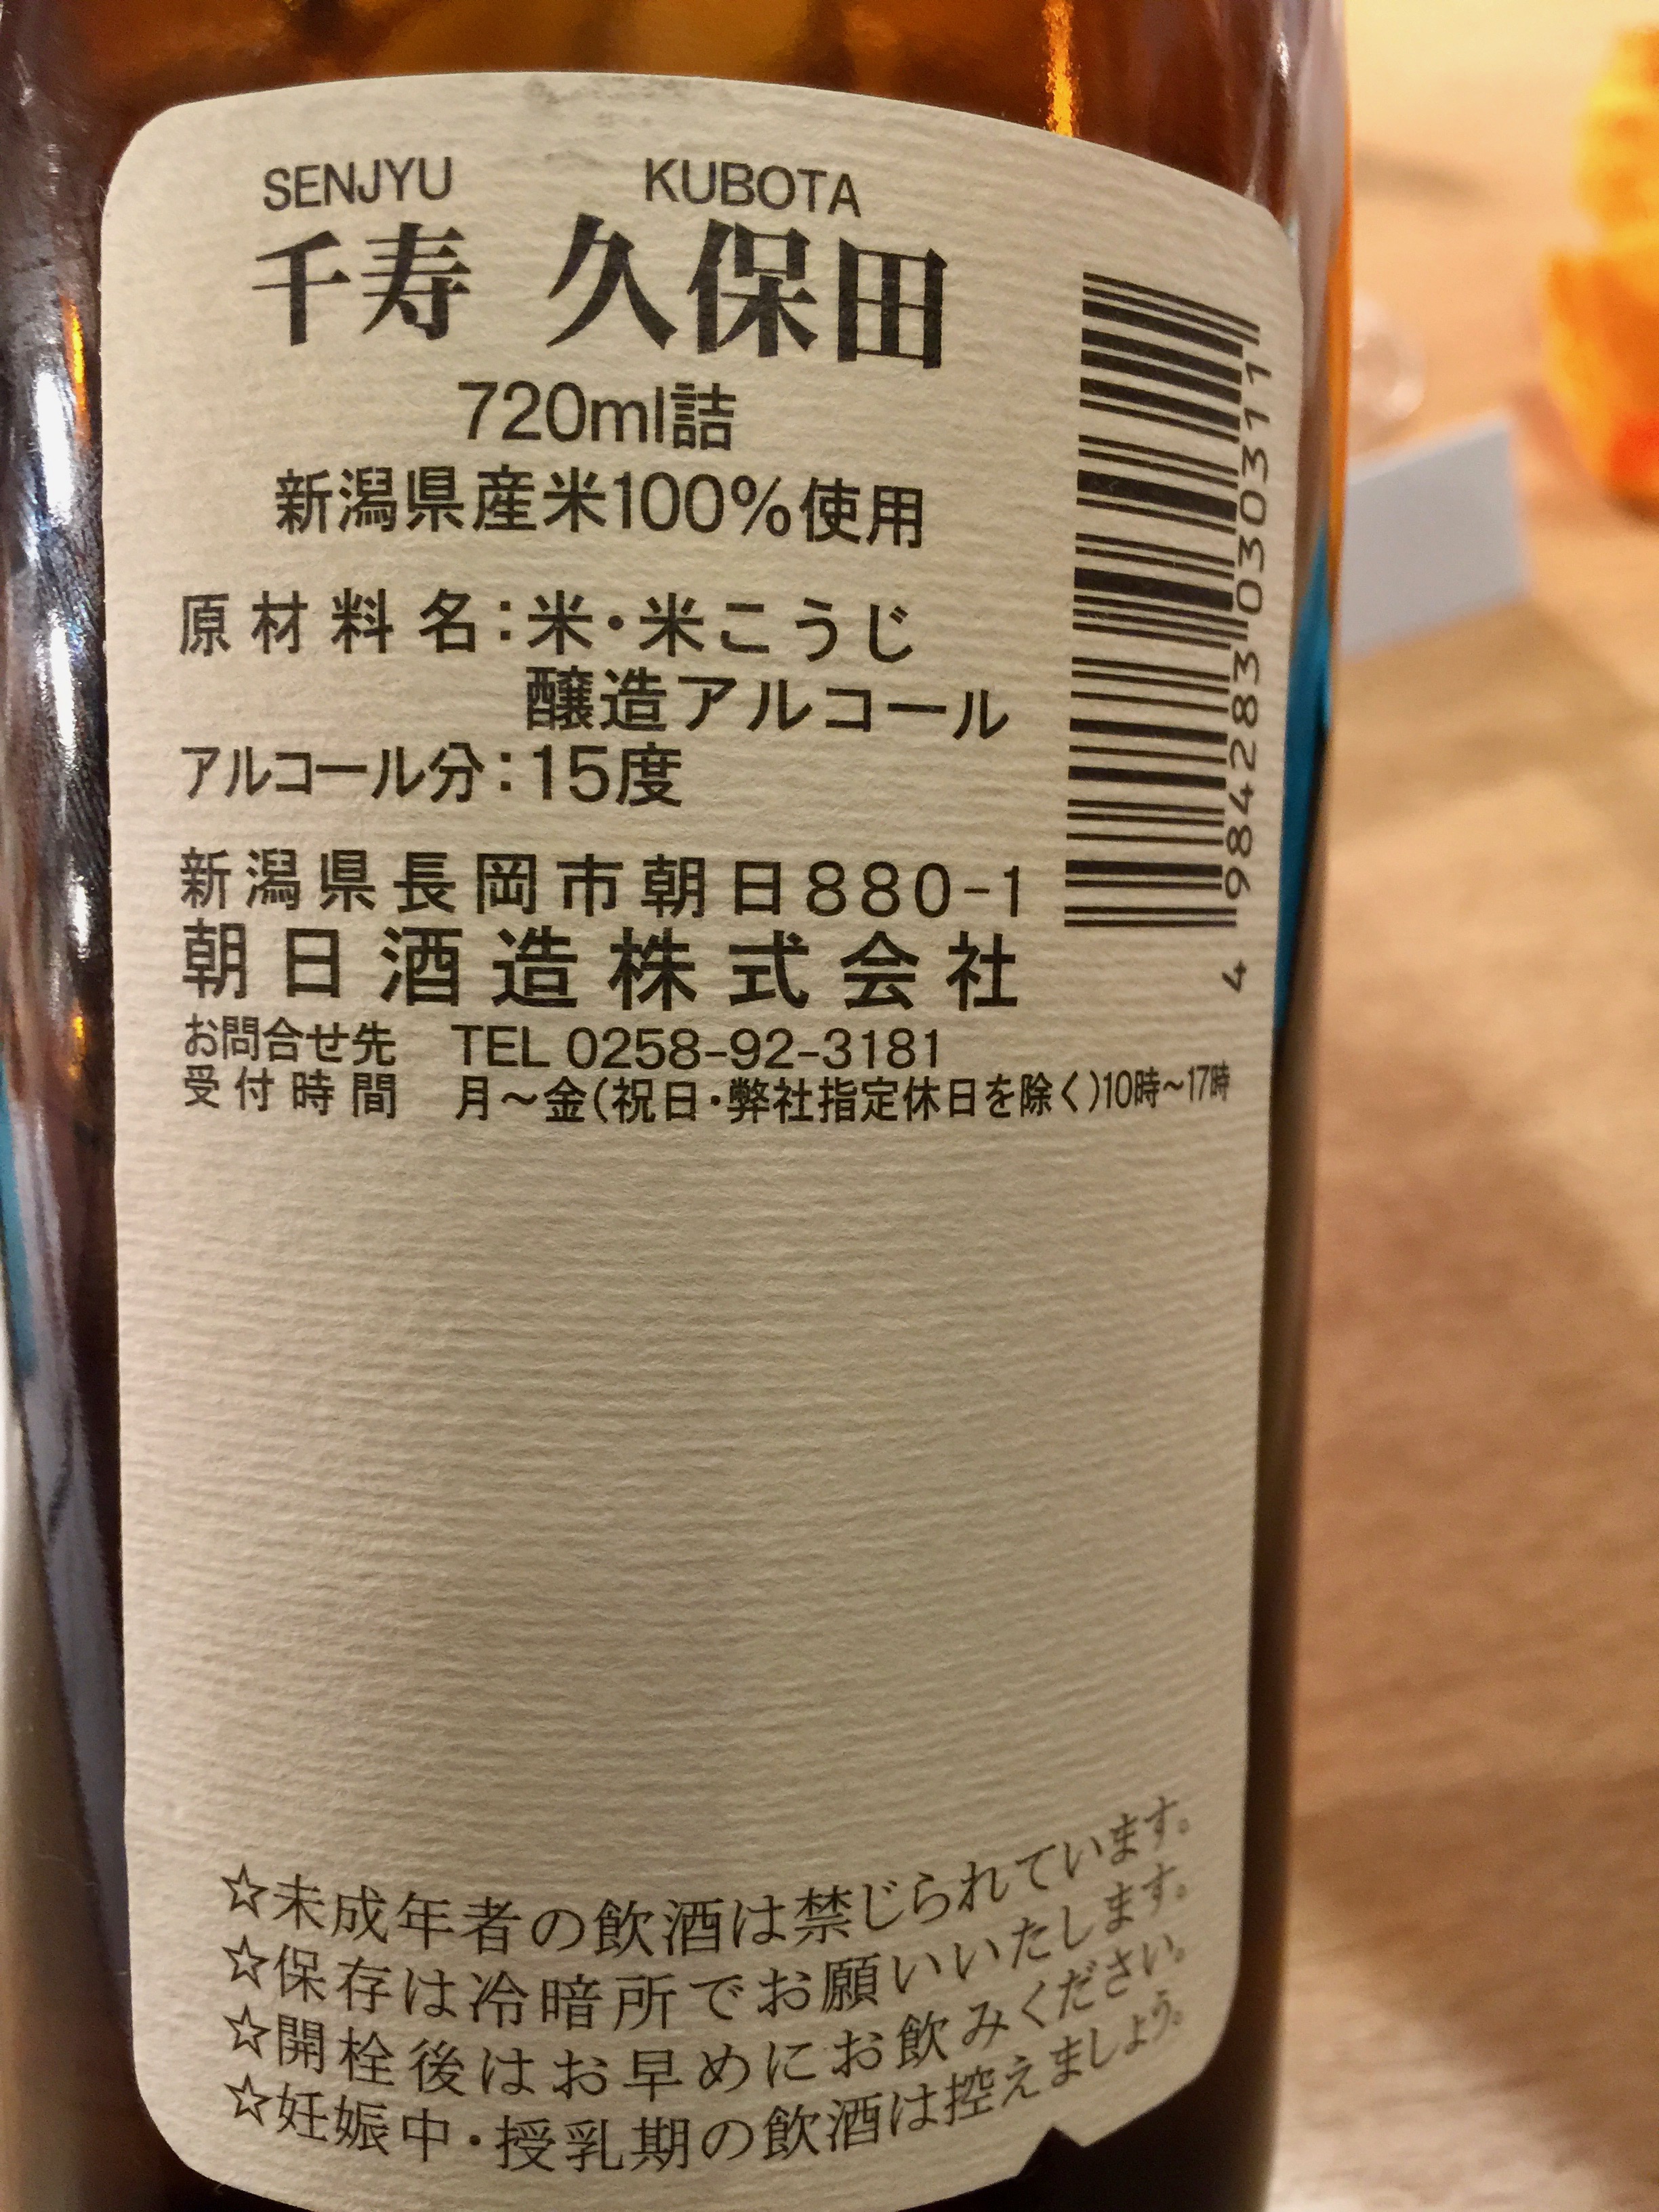 SENJYU KUBOTA
千寿 久保田
720ml詰
新潟県産米100%使用
原材料名：米・米こうじ
醸造アルコール
アルコール分：15度
新潟県長岡市朝日880-1
朝日酒造株式会社
お問合せ先 TEL 0258-92-3181
受付時間 月～金(祝日・弊社指定休日を除く)10時～17時
4 984283 030311
☆未成年者の飲酒は禁じられています。
☆保存は冷暗所でお願いいたします。
☆開栓後はお早めにお飲みください。
☆妊娠中・授乳期の飲酒は控えましょう。